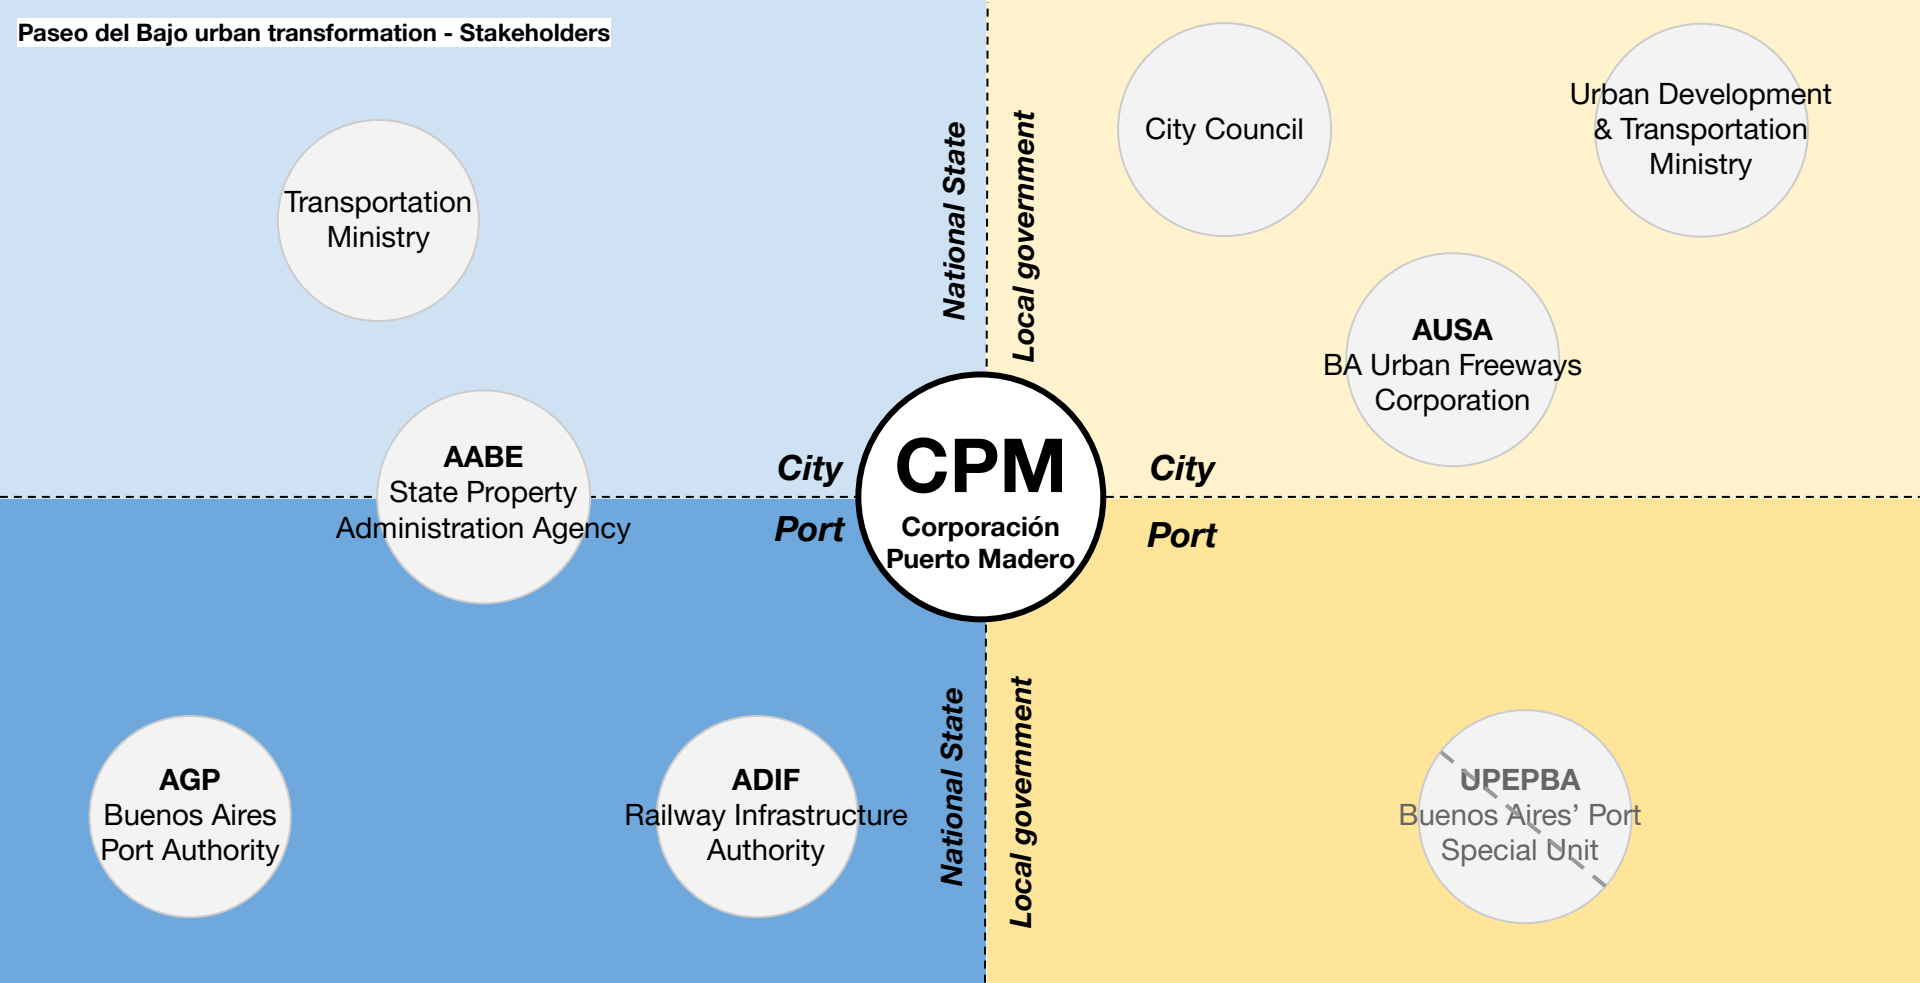 Paseo del Bajo urban transformation - Stakeholders
Transportation
Ministry
National State
Local government
City Council
Urban Development
& Transportation
Ministry
AUSA
BA Urban Freeways
Corporation
AABE
State Property
Administration Agency
City
Port
CPM
Corporación
Puerto Madero
City
Port
AGP
Buenos Aires
Port Authority
ADIF
Railway Infrastructure
Authority
National State
Local government
UPEPBA
Buenos Aires’ Port
Special Unit